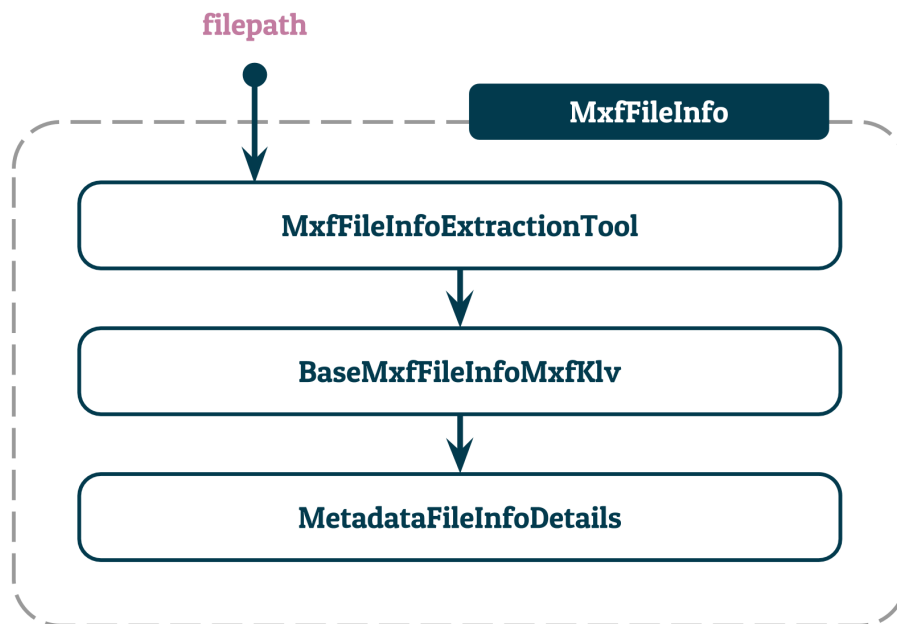 filepath
MxfFileInfo
MxfFileInfoExtractionTool
BaseMxfFileInfoMxfKlv
MetadataFileInfoDetails